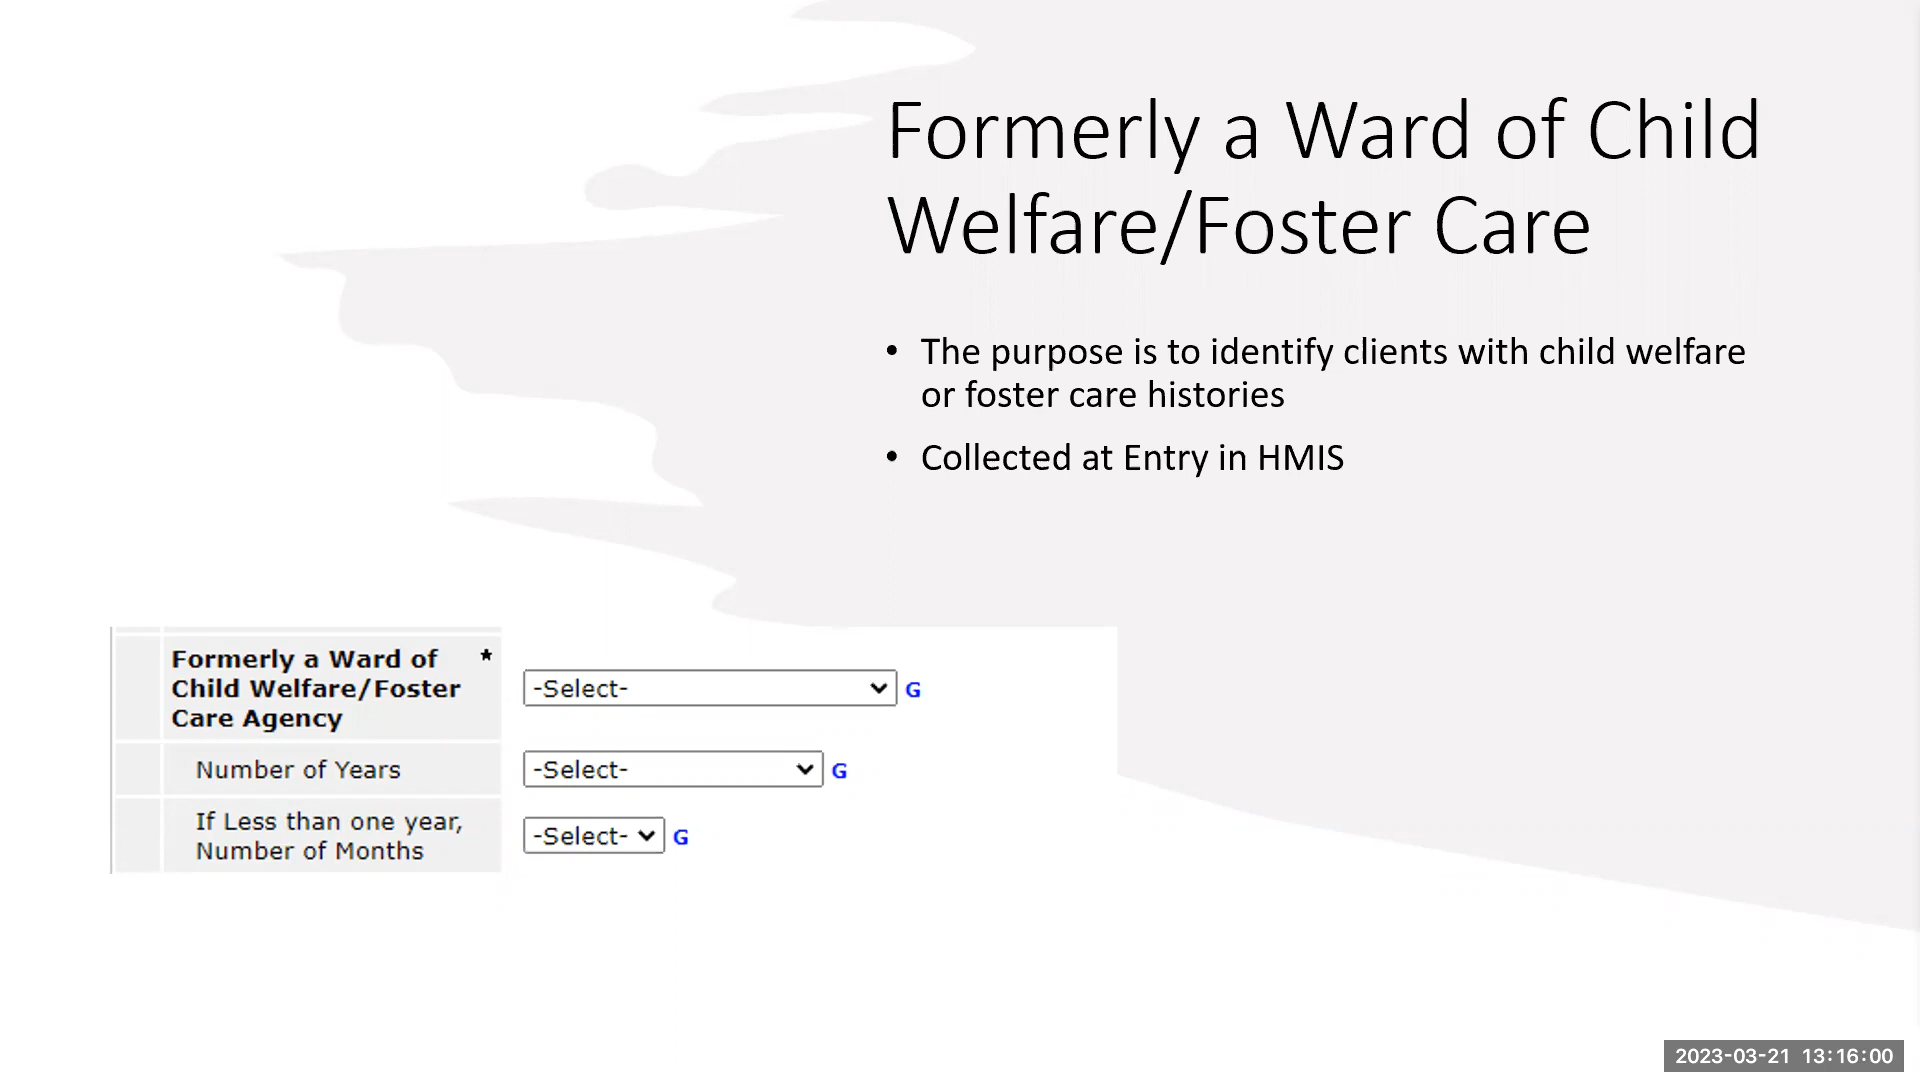 Formerly a Ward of Child
Welfare/Foster Care
• The purpose is to identify clients with child welfare
or foster care histories
• Collected at Entry in HMIS
Formerly a Ward of *
Child Welfare/Foster
Care Agency
-Select- G
Number of Years
-Select- G
If Less than one year,
Number of Months
-Select- G
2023-03-21 13:16:00